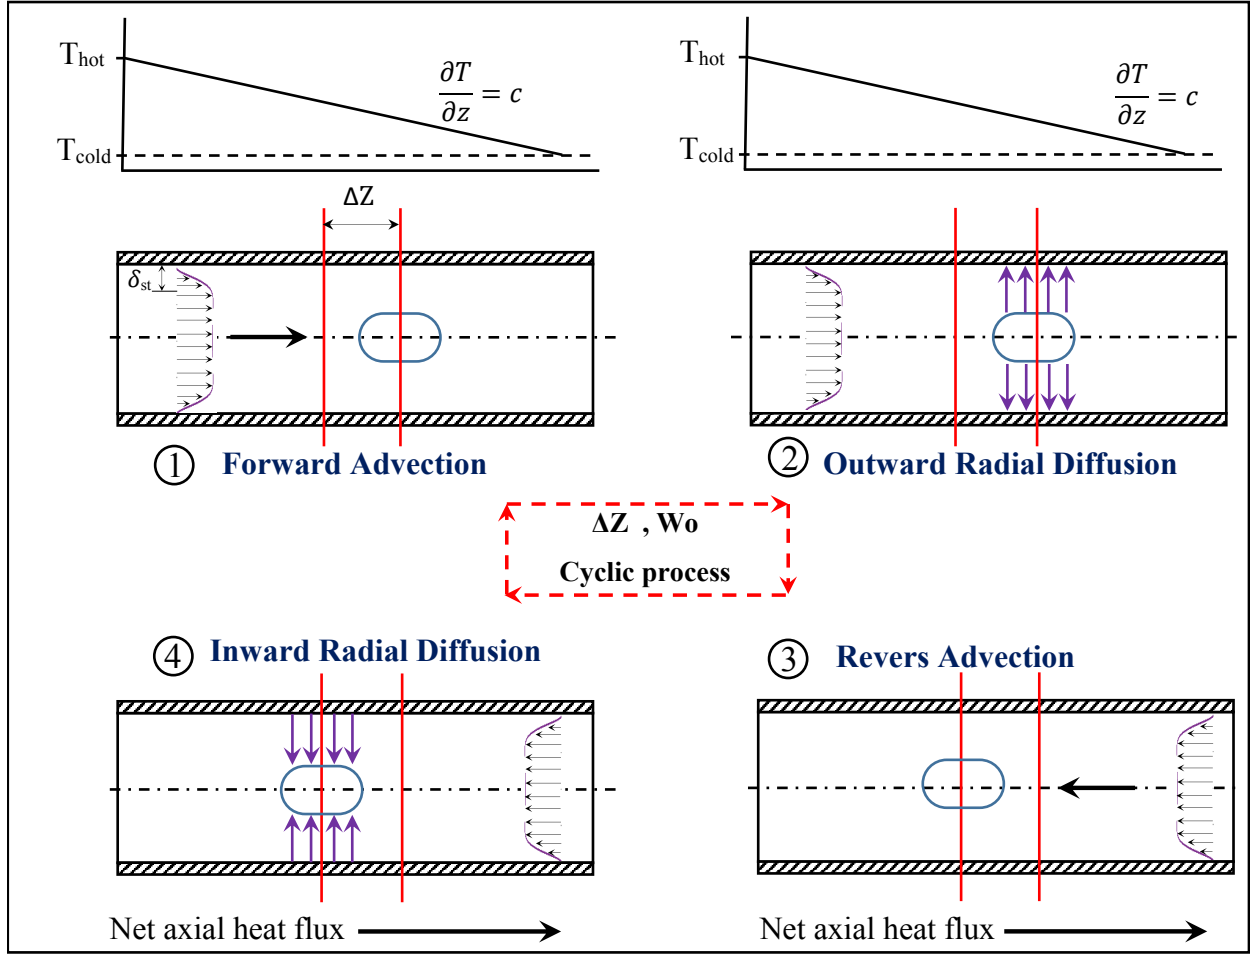 T_hot
∂T/∂z = c
T_cold
ΔZ
δ_st
① Forward Advection
T_hot
∂T/∂z = c
T_cold
② Outward Radial Diffusion
ΔZ , Wo
Cyclic process
④ Inward Radial Diffusion
③ Revers Advection
Net axial heat flux
Net axial heat flux